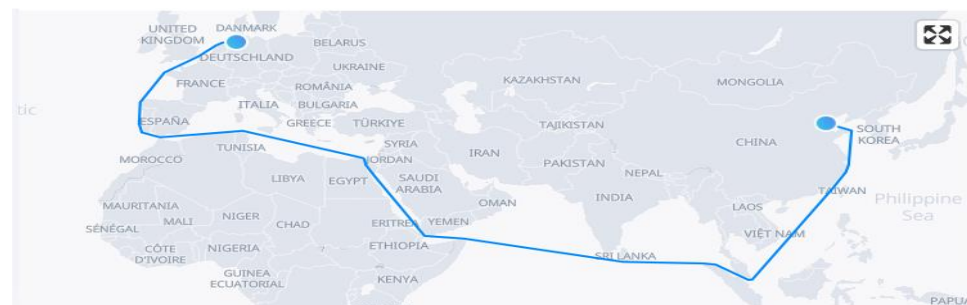 UNITED
KINGDOM
DANMARK
BELARUS
DEUTSCHLAND
UKRAINE
FRANCE
ROMÂNIA
KAZAKHSTAN
MONGOLIA
tic
ITALIA
BULGARIA
ESPAÑA
GREECE
TÜRKIYE
TAJIKISTAN
SOUTH
KOREA
CHINA
TUNISIA
SYRIA
IRAN
MOROCCO
JORDAN
PAKISTAN
NEPAL
LIBYA
EGYPT
SAUDI
ARABIA
TAIWAN
MAURITANIA
OMAN
INDIA
Philippine
Sea
MALI
NIGER
CHAD
ERITREA
YEMEN
LAOS
SÉNÉGAL
VIỆT NAM
CÔTE
D'IVOIRE
NIGERIA
ETHIOPIA
SRI LANKA
GUINEA
ECUATORIAL
KENYA
PAPU